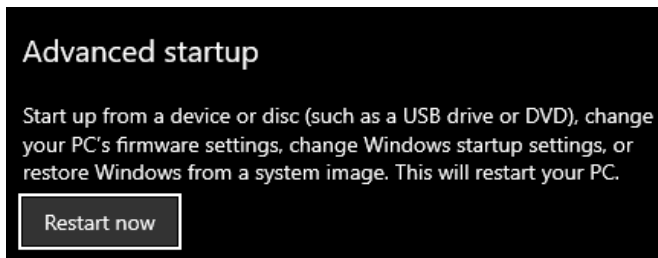 Advanced startup
Start up from a device or disc (such as a USB drive or DVD), change
your PC's firmware settings, change Windows startup settings, or
restore Windows from a system image. This will restart your PC.
Restart now